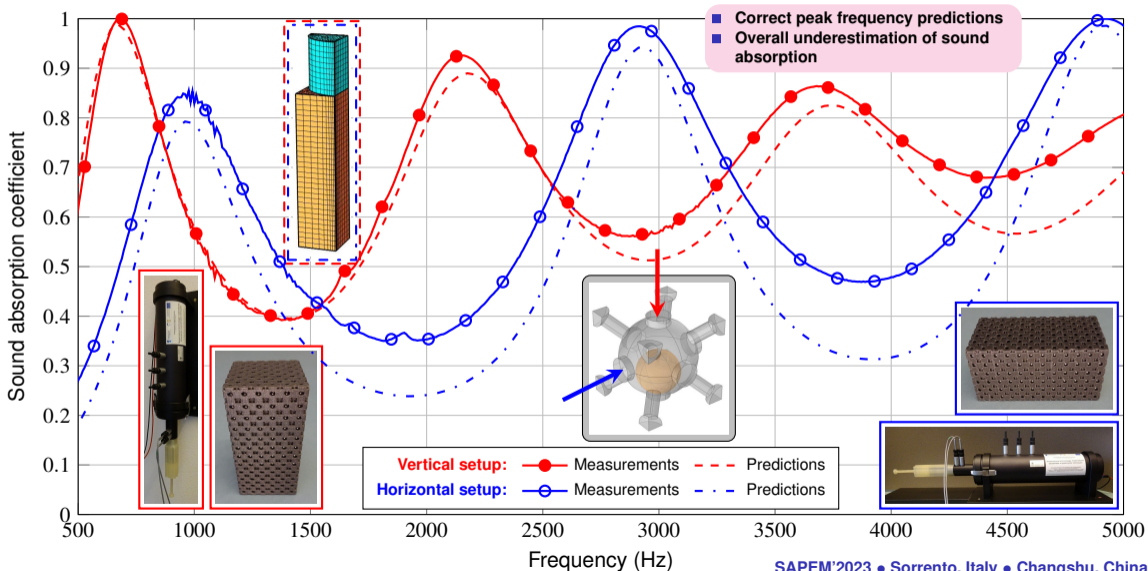 ■ Correct peak frequency predictions
■ Overall underestimation of sound
absorption
1
0.9
0.8
0.7
0.6
0.5
0.4
0.3
0.2
0.1
0
Sound absorption coefficient
Vertical setup: Measurements Predictions
Horizontal setup: Measurements Predictions
500 1000 1500 2000 2500 3000 3500 4000 4500 5000
Frequency (Hz)
SAPEM'2023 • Sorrento, Italy • Changshu, China